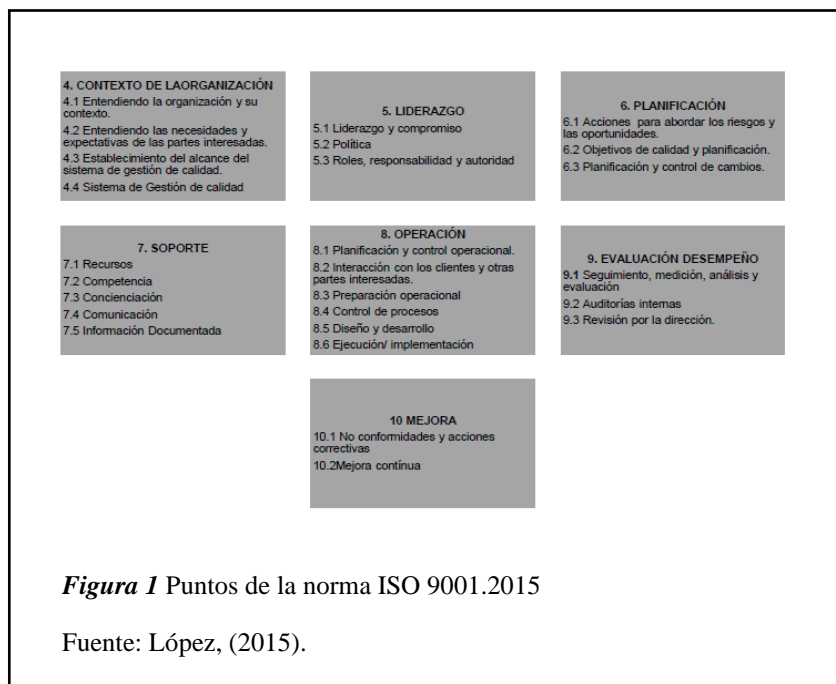 4. CONTEXTO DE LAORGANIZACIÓN
4.1 Entendiendo la organización y su
contexto.
4.2 Entendiendo las necesidades y
expectativas de las partes interesadas.
4.3 Establecimiento del alcance del
sistema de gestión de calidad.
4.4 Sistema de Gestión de calidad
5. LIDERAZGO
5.1 Liderazgo y compromiso
5.2 Política
5.3 Roles, responsabilidad y autoridad
6. PLANIFICACIÓN
6.1 Acciones para abordar los riesgos y
las oportunidades.
6.2 Objetivos de calidad y planificación.
6.3 Planificación y control de cambios.
7. SOPORTE
7.1 Recursos
7.2 Competencia
7.3 Concienciación
7.4 Comunicación
7.5 Información Documentada
8. OPERACIÓN
8.1 Planificación y control operacional.
8.2 Interacción con los clientes y otras
partes interesadas.
8.3 Preparación operacional
8.4 Control de procesos
8.5 Diseño y desarrollo
8.6 Ejecución/ implementación
9. EVALUACIÓN DESEMPEÑO
9.1 Seguimiento, medición, análisis y
evaluación
9.2 Auditorías internas
9.3 Revisión por la dirección.
10 MEJORA
10.1 No conformidades y acciones
correctivas
10.2Mejora contínua
Figura 1 Puntos de la norma ISO 9001.2015
Fuente: López, (2015).